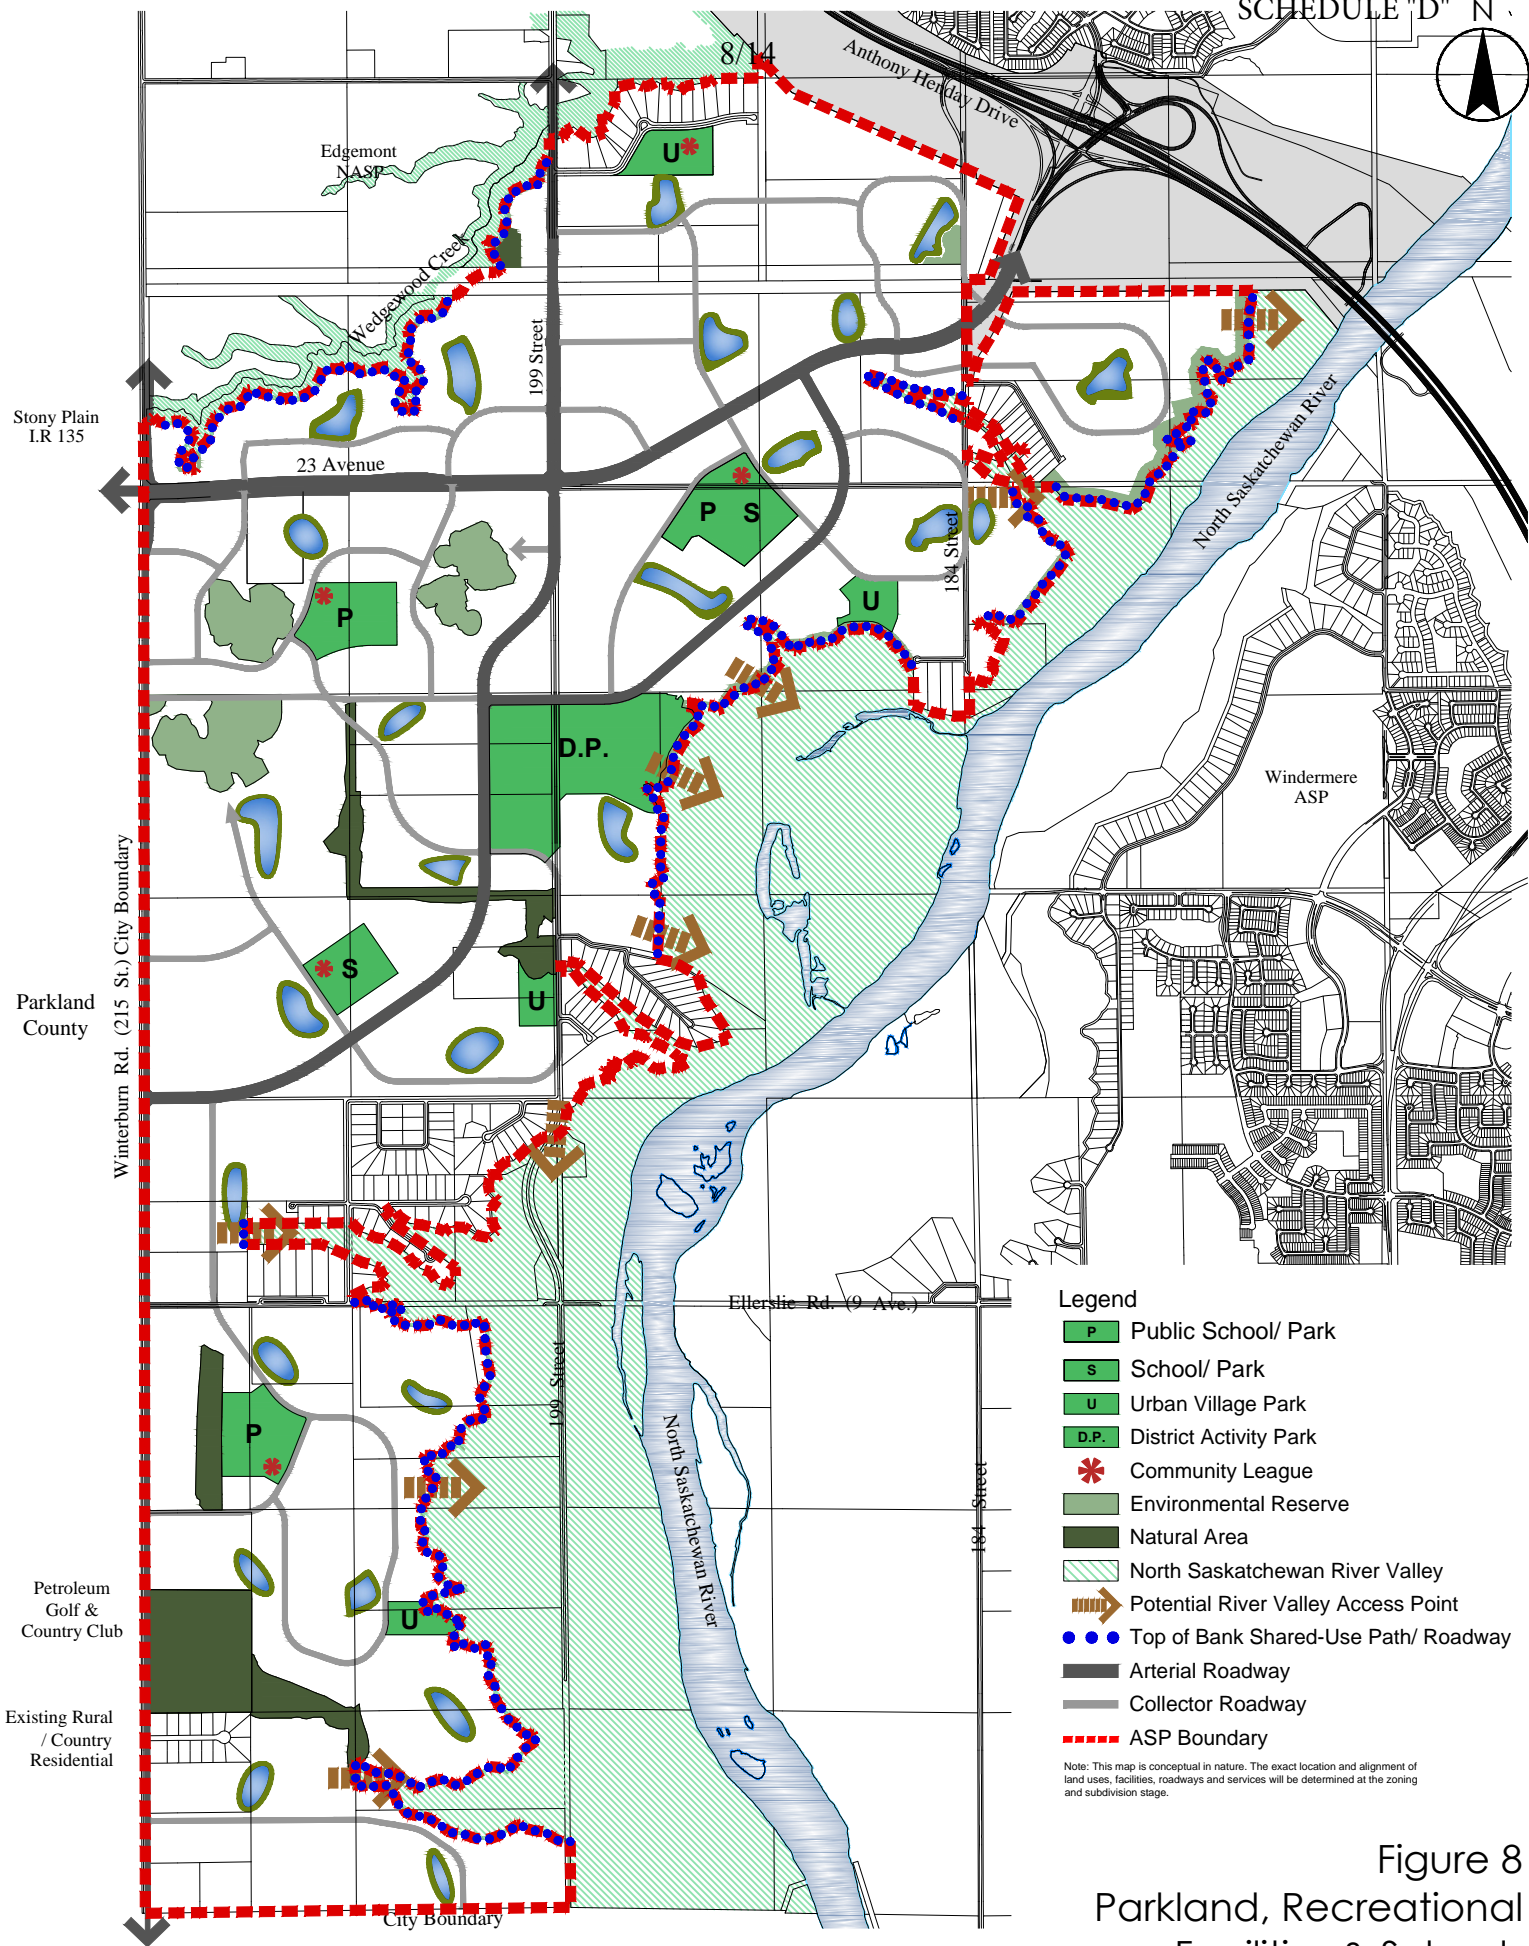 SCHEDULE "D"
N
8/14
Anthony Henday Drive
U
Edgemont
NASP
Wedgewood Creek
199 Street
Stony Plain
I.R 135
23 Avenue
North Saskatchewan River
P S
184 Street
P
U
D.P.
Windermere
ASP
Winterburn Rd. (215 St.) City Boundary
S
U
Parkland
County
Ellerslie Rd. (9 Ave.)
199 Street
P
North Saskatchewan River
184 Street
Petroleum
Golf &
Country Club
U
Existing Rural
/ Country
Residential
City Boundary
Legend
P Public School/ Park
S School/ Park
U Urban Village Park
D.P. District Activity Park
Community League
Environmental Reserve
Natural Area
North Saskatchewan River Valley
Potential River Valley Access Point
Top of Bank Shared-Use Path/ Roadway
Arterial Roadway
Collector Roadway
ASP Boundary
Note: This map is conceptual in nature. The exact location and alignment of
land uses, facilities, roadways and services will be determined at the zoning
and subdivision stage.
Figure 8
Parkland, Recreational